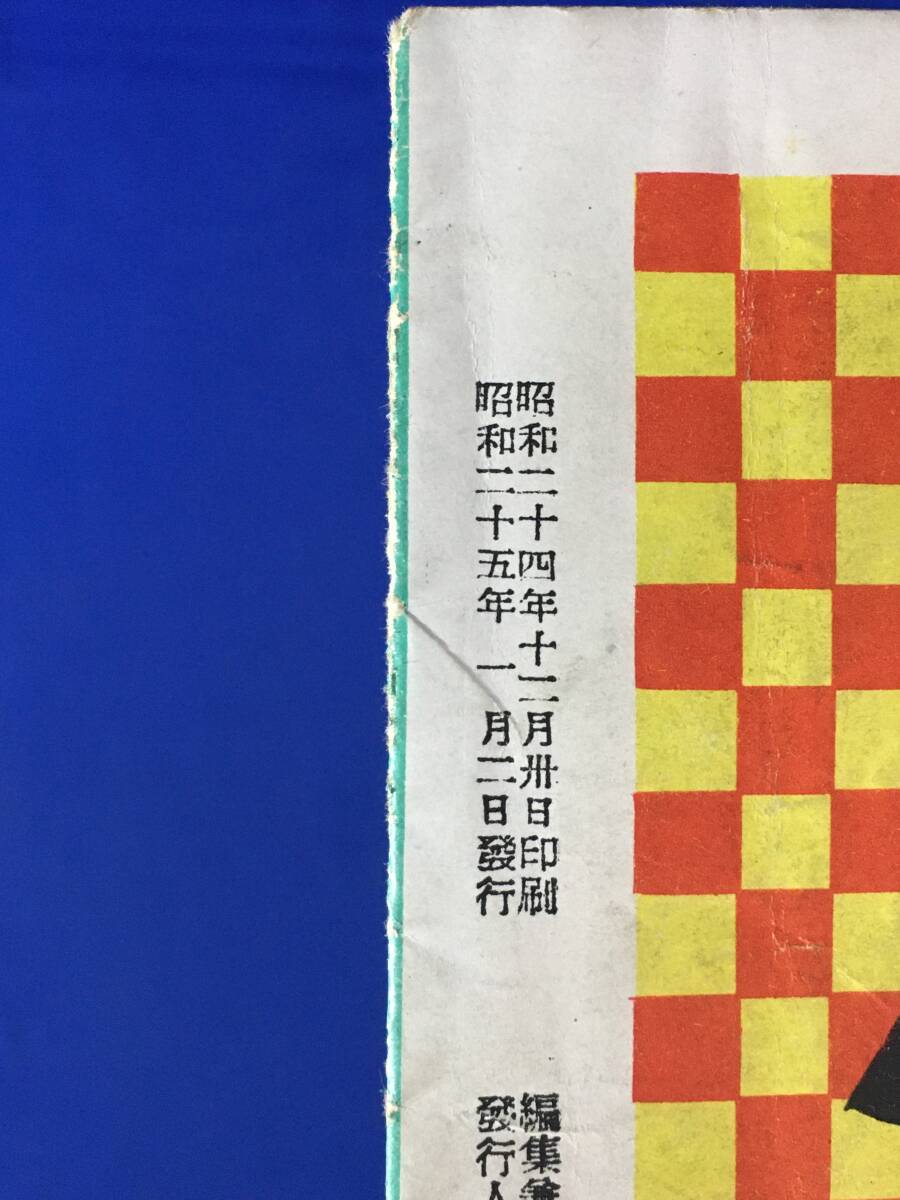 昭和二十四年十二月卅日印刷
昭和二十五年一月二日發行
編集兼
發行人